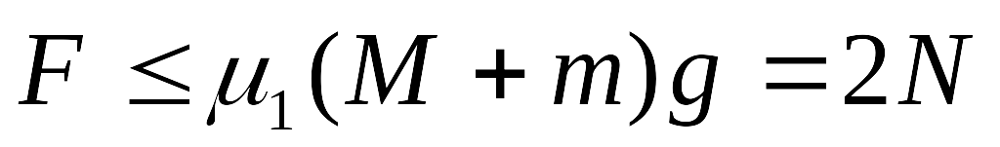 F ≤ μ₁(M + m)g = 2N